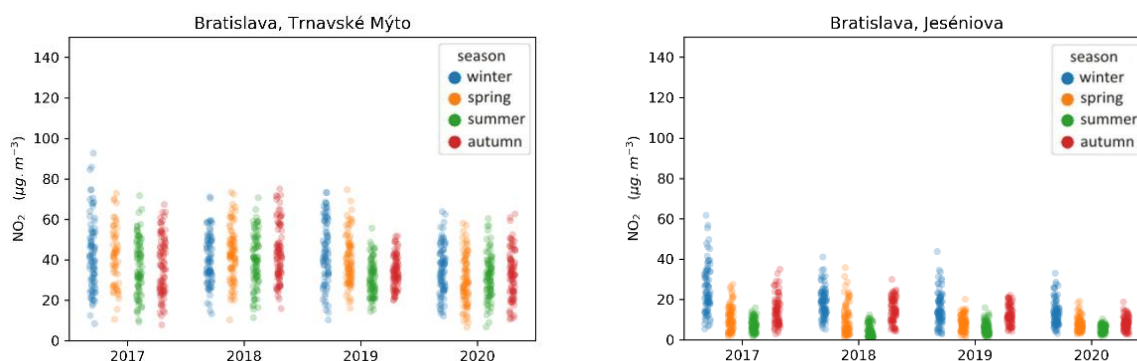 Bratislava, Trnavské Mýto
NO₂ (μg.m⁻³)
140
120
100
80
60
40
20
0
season
winter
spring
summer
autumn
2017 2018 2019 2020
Bratislava, Jeséniova
NO₂ (μg.m⁻³)
140
120
100
80
60
40
20
0
season
winter
spring
summer
autumn
2017 2018 2019 2020